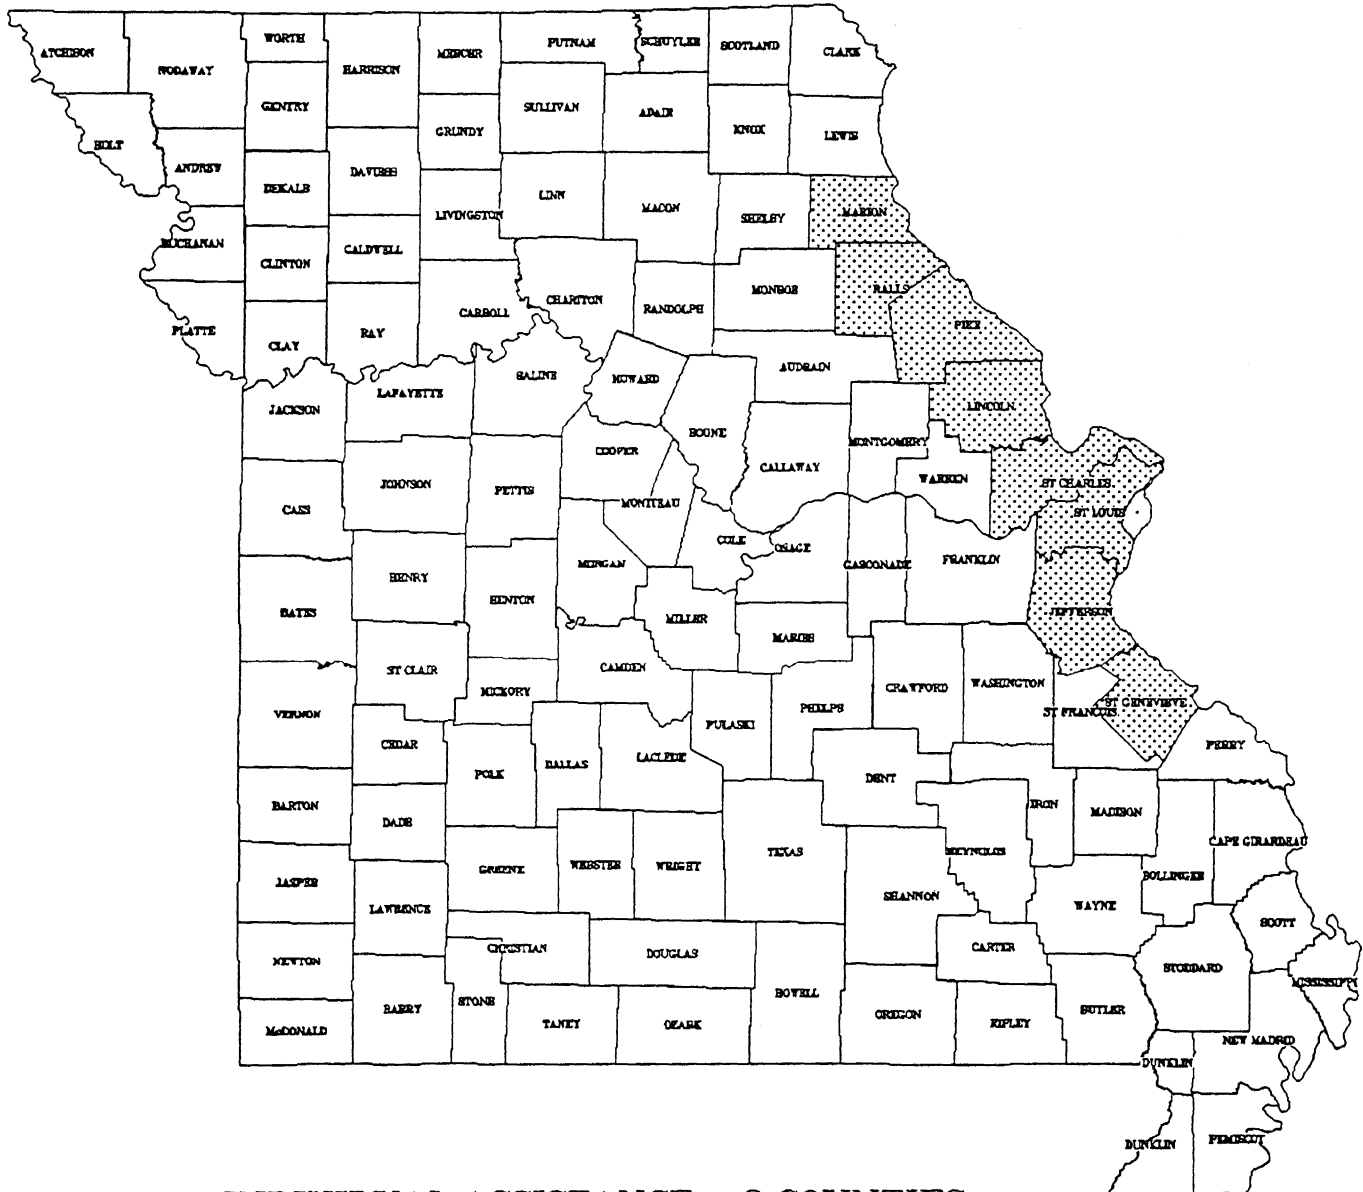 ATCHISON
NODAWAY
WORTH
HARRISON
MERCER
PUTNAM
SCHUYLER
SCOTLAND
CLARK
GENTRY
SULLIVAN
ADAIR
GRUNDY
KNOX
LEWIS
HOLT
ANDREW
DEKALB
DAVIESS
LIVINGSTON
LINN
MACON
SHELBY
MARION
BUCHANAN
CLINTON
CALDWELL
CARROLL
CHARITON
RANDOLPH
MONROE
RALLS
PIKE
PLATTE
CLAY
RAY
SALINE
HOWARD
AUDRAIN
LINCOLN
JACKSON
LAFAYETTE
BOONE
MONTGOMERY
COOPER
CALLAWAY
WARREN
ST CHARLES
JOHNSON
PETTIS
MONITEAU
ST LOUIS
CASS
COLE
OSAGE
GASCONADE
FRANKLIN
MORGAN
HENRY
BENTON
JEFFERSON
BATES
MILLER
MARIES
ST CLAIR
CAMDEN
HICKORY
CRAWFORD
WASHINGTON
VERNON
PULASKI
PHELPS
ST FRANCOIS
ST GENEVIEVE
CEDAR
PERRY
POLK
DALLAS
LACLEDE
DENT
BARTON
IRON
MADISON
DADE
CAPE GIRARDEAU
GREENE
WEBSTER
WRIGHT
TEXAS
REYNOLDS
JASPER
BOLLINGER
LAWRENCE
SHANNON
WAYNE
SCOTT
CHRISTIAN
DOUGLAS
CARTER
NEWTON
STODDARD
MISSISSIPPI
HOWELL
BARRY
STONE
TANEY
OZARK
OREGON
RIPLEY
BUTLER
McDONALD
NEW MADRID
DUNKLIN
DUNKLIN
PEMISCOT